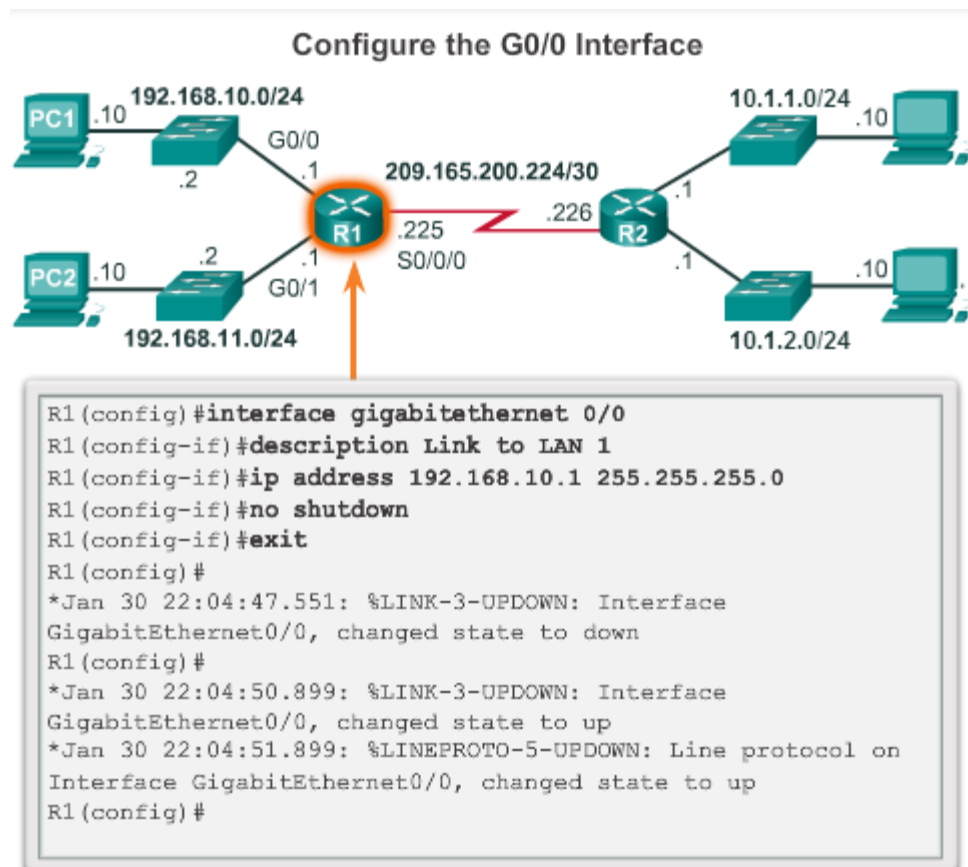 Configure the G0/0 Interface
192.168.10.0/24
10.1.1.0/24
PC1
.10
.10
G0/0
.2
.1
209.165.200.224/30
.1
R1
.225
.226
R2
S0/0/0
PC2
.10
.2
.1
G0/1
.1
.10
192.168.11.0/24
10.1.2.0/24
R1(config)#interface gigabitethernet 0/0
R1(config-if)#description Link to LAN 1
R1(config-if)#ip address 192.168.10.1 255.255.255.0
R1(config-if)#no shutdown
R1(config-if)#exit
R1(config)#
*Jan 30 22:04:47.551: %LINK-3-UPDOWN: Interface
GigabitEthernet0/0, changed state to down
R1(config)#
*Jan 30 22:04:50.899: %LINK-3-UPDOWN: Interface
GigabitEthernet0/0, changed state to up
*Jan 30 22:04:51.899: %LINEPROTO-5-UPDOWN: Line protocol on
Interface GigabitEthernet0/0, changed state to up
R1(config)#